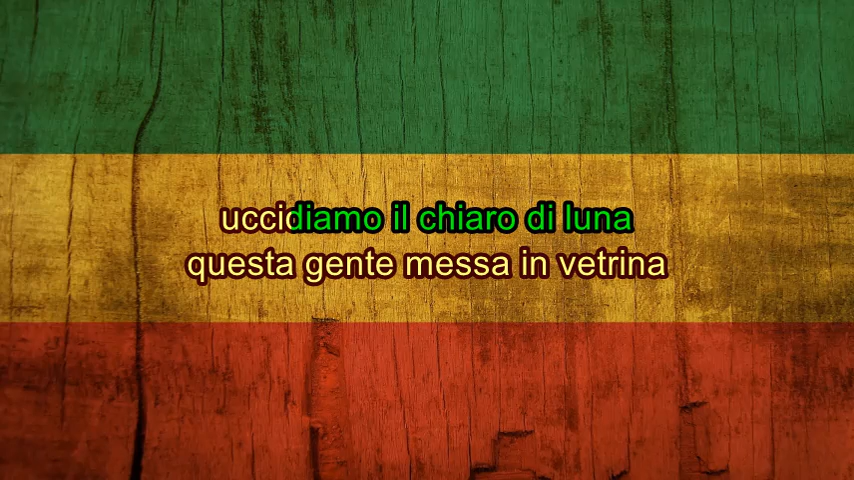 uccidiamo il chiaro di luna
questa gente messa in vetrina